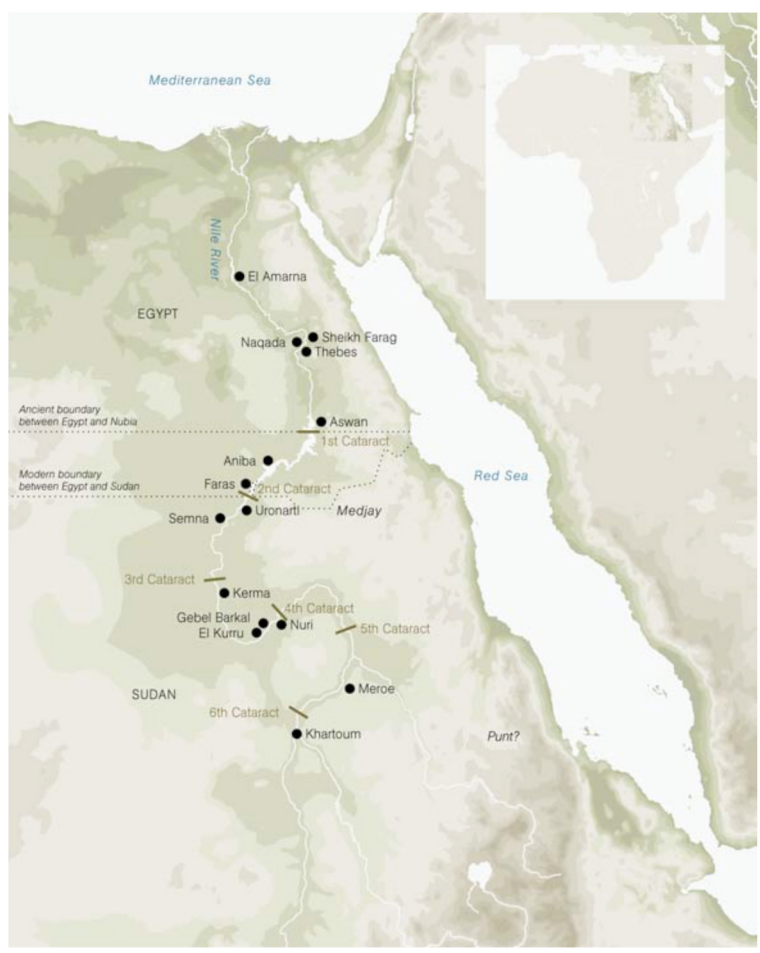 Mediterranean Sea
Nile River
El Amarna
EGYPT
Sheikh Farag
Naqada
Thebes
Ancient boundary
between Egypt and Nubia
Aswan
1st Cataract
Aniba
Modern boundary
between Egypt and Sudan
Faras
2nd Cataract
Red Sea
Uronarti
Medjay
Semna
3rd Cataract
Kerma
4th Cataract
Gebel Barkal
Nuri
El Kurru
5th Cataract
SUDAN
Meroe
6th Cataract
Khartoum
Punt?